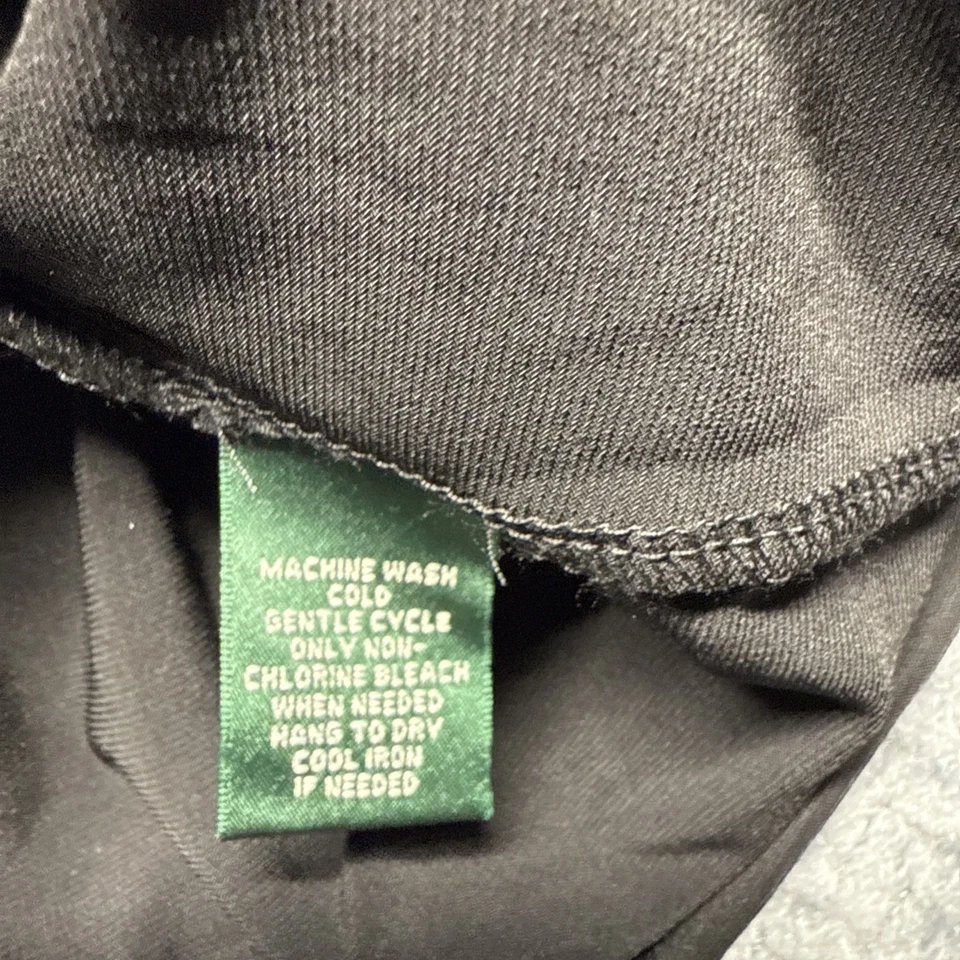 MACHINE WASH
COLD
GENTLE CYCLE
ONLY NON-
CHLORINE BLEACH
WHEN NEEDED
HANG TO DRY
COOL IRON
IF NEEDED